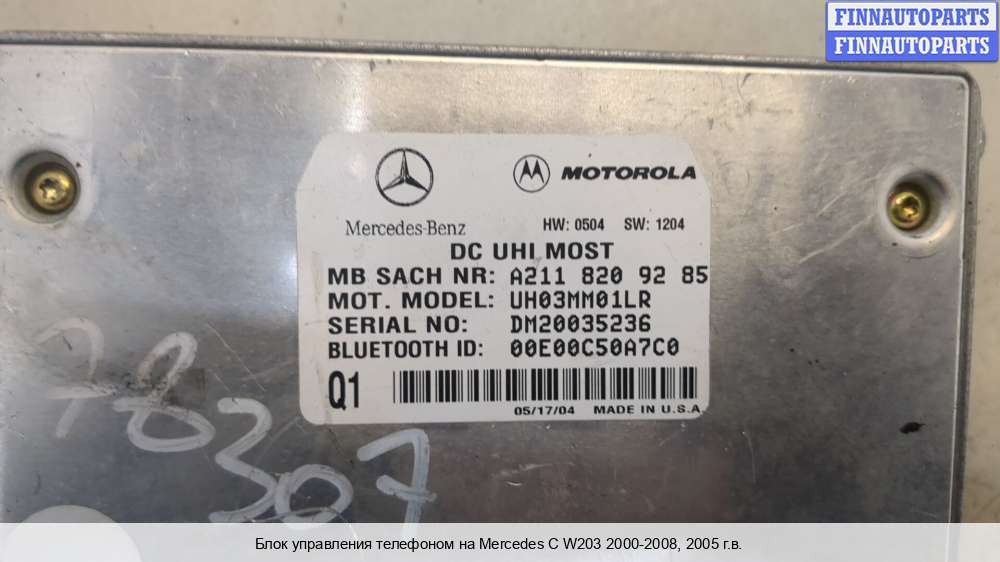 FINNAUTOPARTS
FINNAUTOPARTS
MOTOROLA
Mercedes-Benz
HW: 0504 SW: 1204
DC UHI MOST
MB SACH NR: A211 820 92 85
MOT. MODEL: UH03MM01LR
SERIAL NO: DM20035236
BLUETOOTH ID: 00E00C50A7C0
Q1
05/17/04 MADE IN U.S.A
78
307
Блок управления телефоном на Mercedes C W203 2000-2008, 2005 г.в.